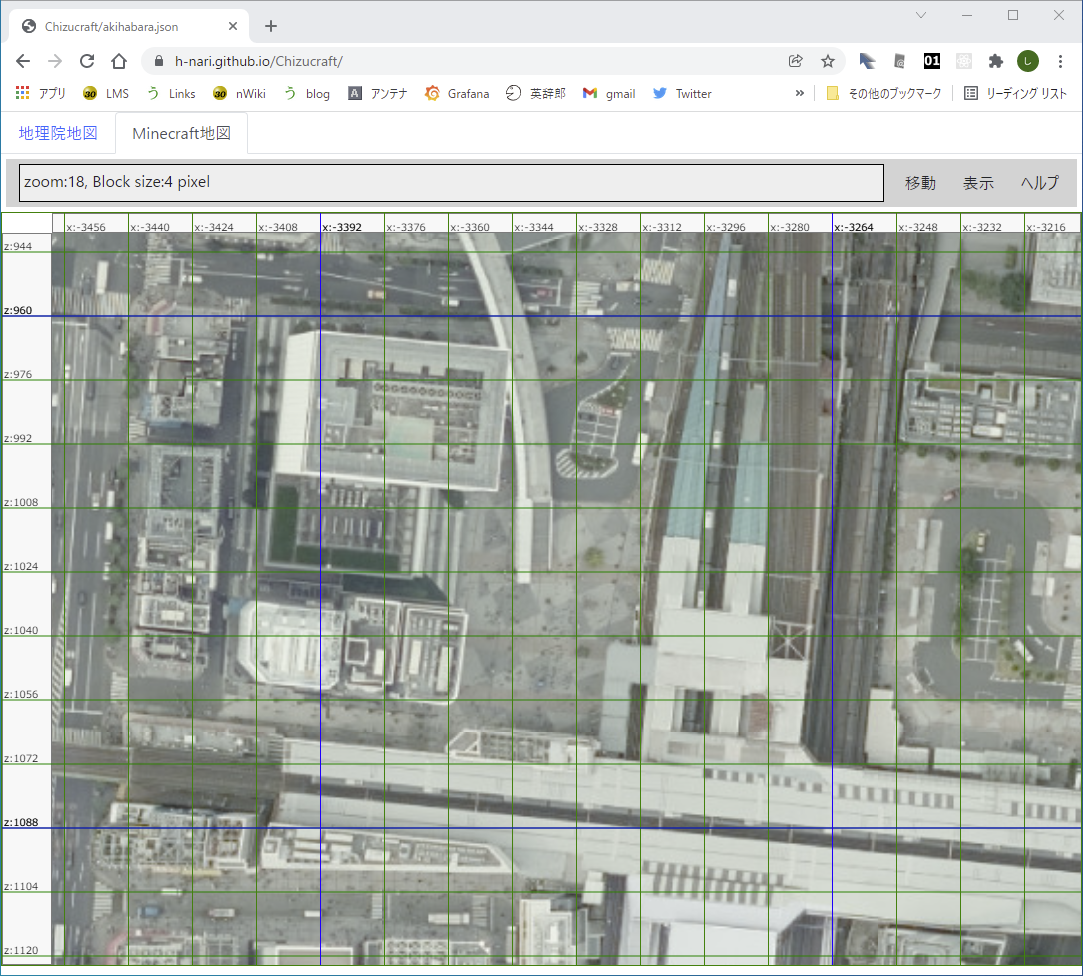 Chizucraft/akihabara.json
h-nari.github.io/Chizucraft/
01
し
アプリ 30 LMS Links 30 nWiki blog A アンテナ Grafana 英辞郎 gmail Twitter » その他のブックマーク リーディング リスト
地理院地図 Minecraft地図
zoom:18, Block size:4 pixel 移動 表示 ヘルプ
x:-3456 x:-3440 x:-3424 x:-3408 x:-3392 x:-3376 x:-3360 x:-3344 x:-3328 x:-3312 x:-3296 x:-3280 x:-3264 x:-3248 x:-3232 x:-3216
z:944
z:960
z:976
z:992
z:1008
z:1024
z:1040
z:1056
z:1072
z:1088
z:1104
z:1120